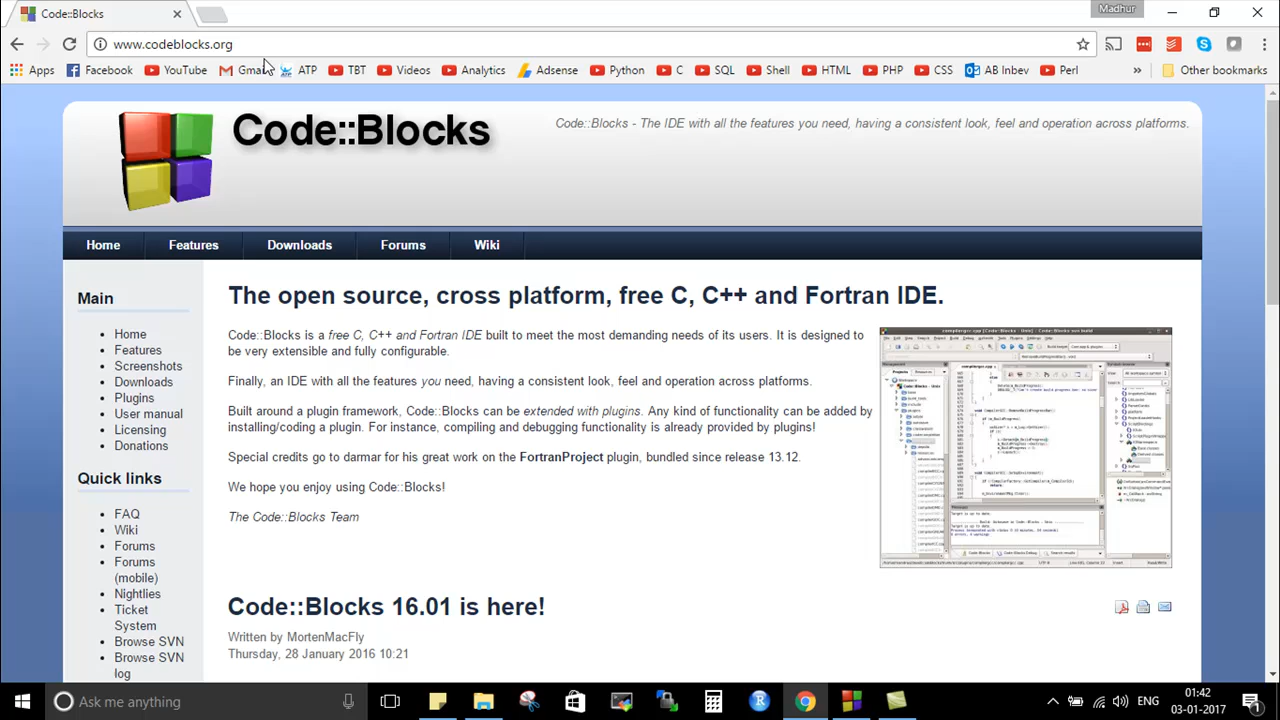 Code::Blocks
Madhur
www.codeblocks.org
Apps
Facebook
YouTube
Gmail
ATP
TBT
Videos
Analytics
Adsense
Python
C
SQL
Shell
HTML
PHP
CSS
AB Inbev
Perl
»
Other bookmarks
Code::Blocks
Code::Blocks - The IDE with all the features you need, having a consistent look, feel and operation across platforms.
Home
Features
Downloads
Forums
Wiki
Main
Home
Features
Screenshots
Downloads
Plugins
User manual
Licensing
Donations
Quick links
FAQ
Wiki
Forums
Forums
(mobile)
Nightlies
Ticket
System
Browse SVN
Browse SVN
log
The open source, cross platform, free C, C++ and Fortran IDE.
Code::Blocks is a free C, C++ and Fortran IDE built to meet the most demanding needs of its users. It is designed to
be very extensible and fully configurable.
Finally, an IDE with all the features you need, having a consistent look, feel and operation across platforms.
Built around a plugin framework, Code::Blocks can be extended with plugins. Any kind of functionality can be added by
installing/coding a plugin. For instance, compiling and debugging functionality is already provided by plugins!
Special credits go to darmar for his great work on the FortranProject plugin, bundled since release 13.12.
We hope you enjoy using Code::Blocks!
The Code::Blocks Team
Code::Blocks 16.01 is here!
Written by MortenMacFly
Thursday, 28 January 2016 10:21
Ask me anything
ENG
01:42
03-01-2017